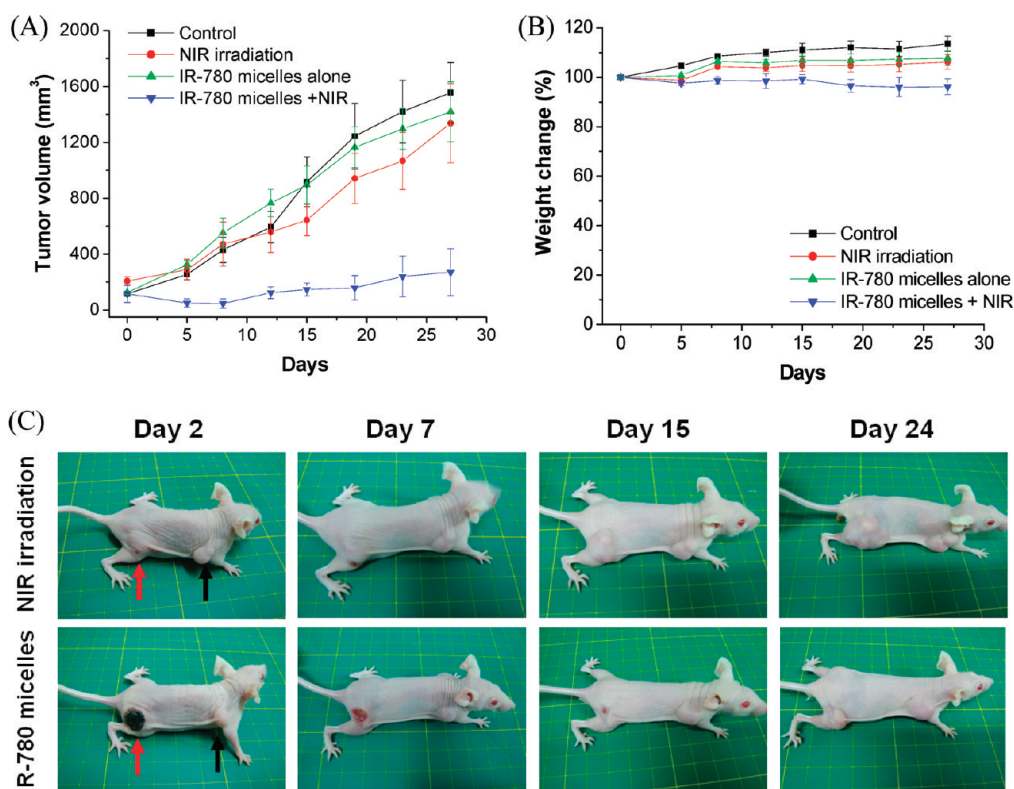 (A)
2000
1600
1200
800
400
0
Tumor volume (mm³)
0 5 10 15 20 25 30
Days
Control
NIR irradiation
IR-780 micelles alone
IR-780 micelles +NIR
(B)
120
100
80
60
40
20
0
Weight change (%)
0 5 10 15 20 25 30
Days
Control
NIR irradiation
IR-780 micelles alone
IR-780 micelles + NIR
(C)
Day 2 Day 7 Day 15 Day 24
NIR irradiation
R-780 micelles